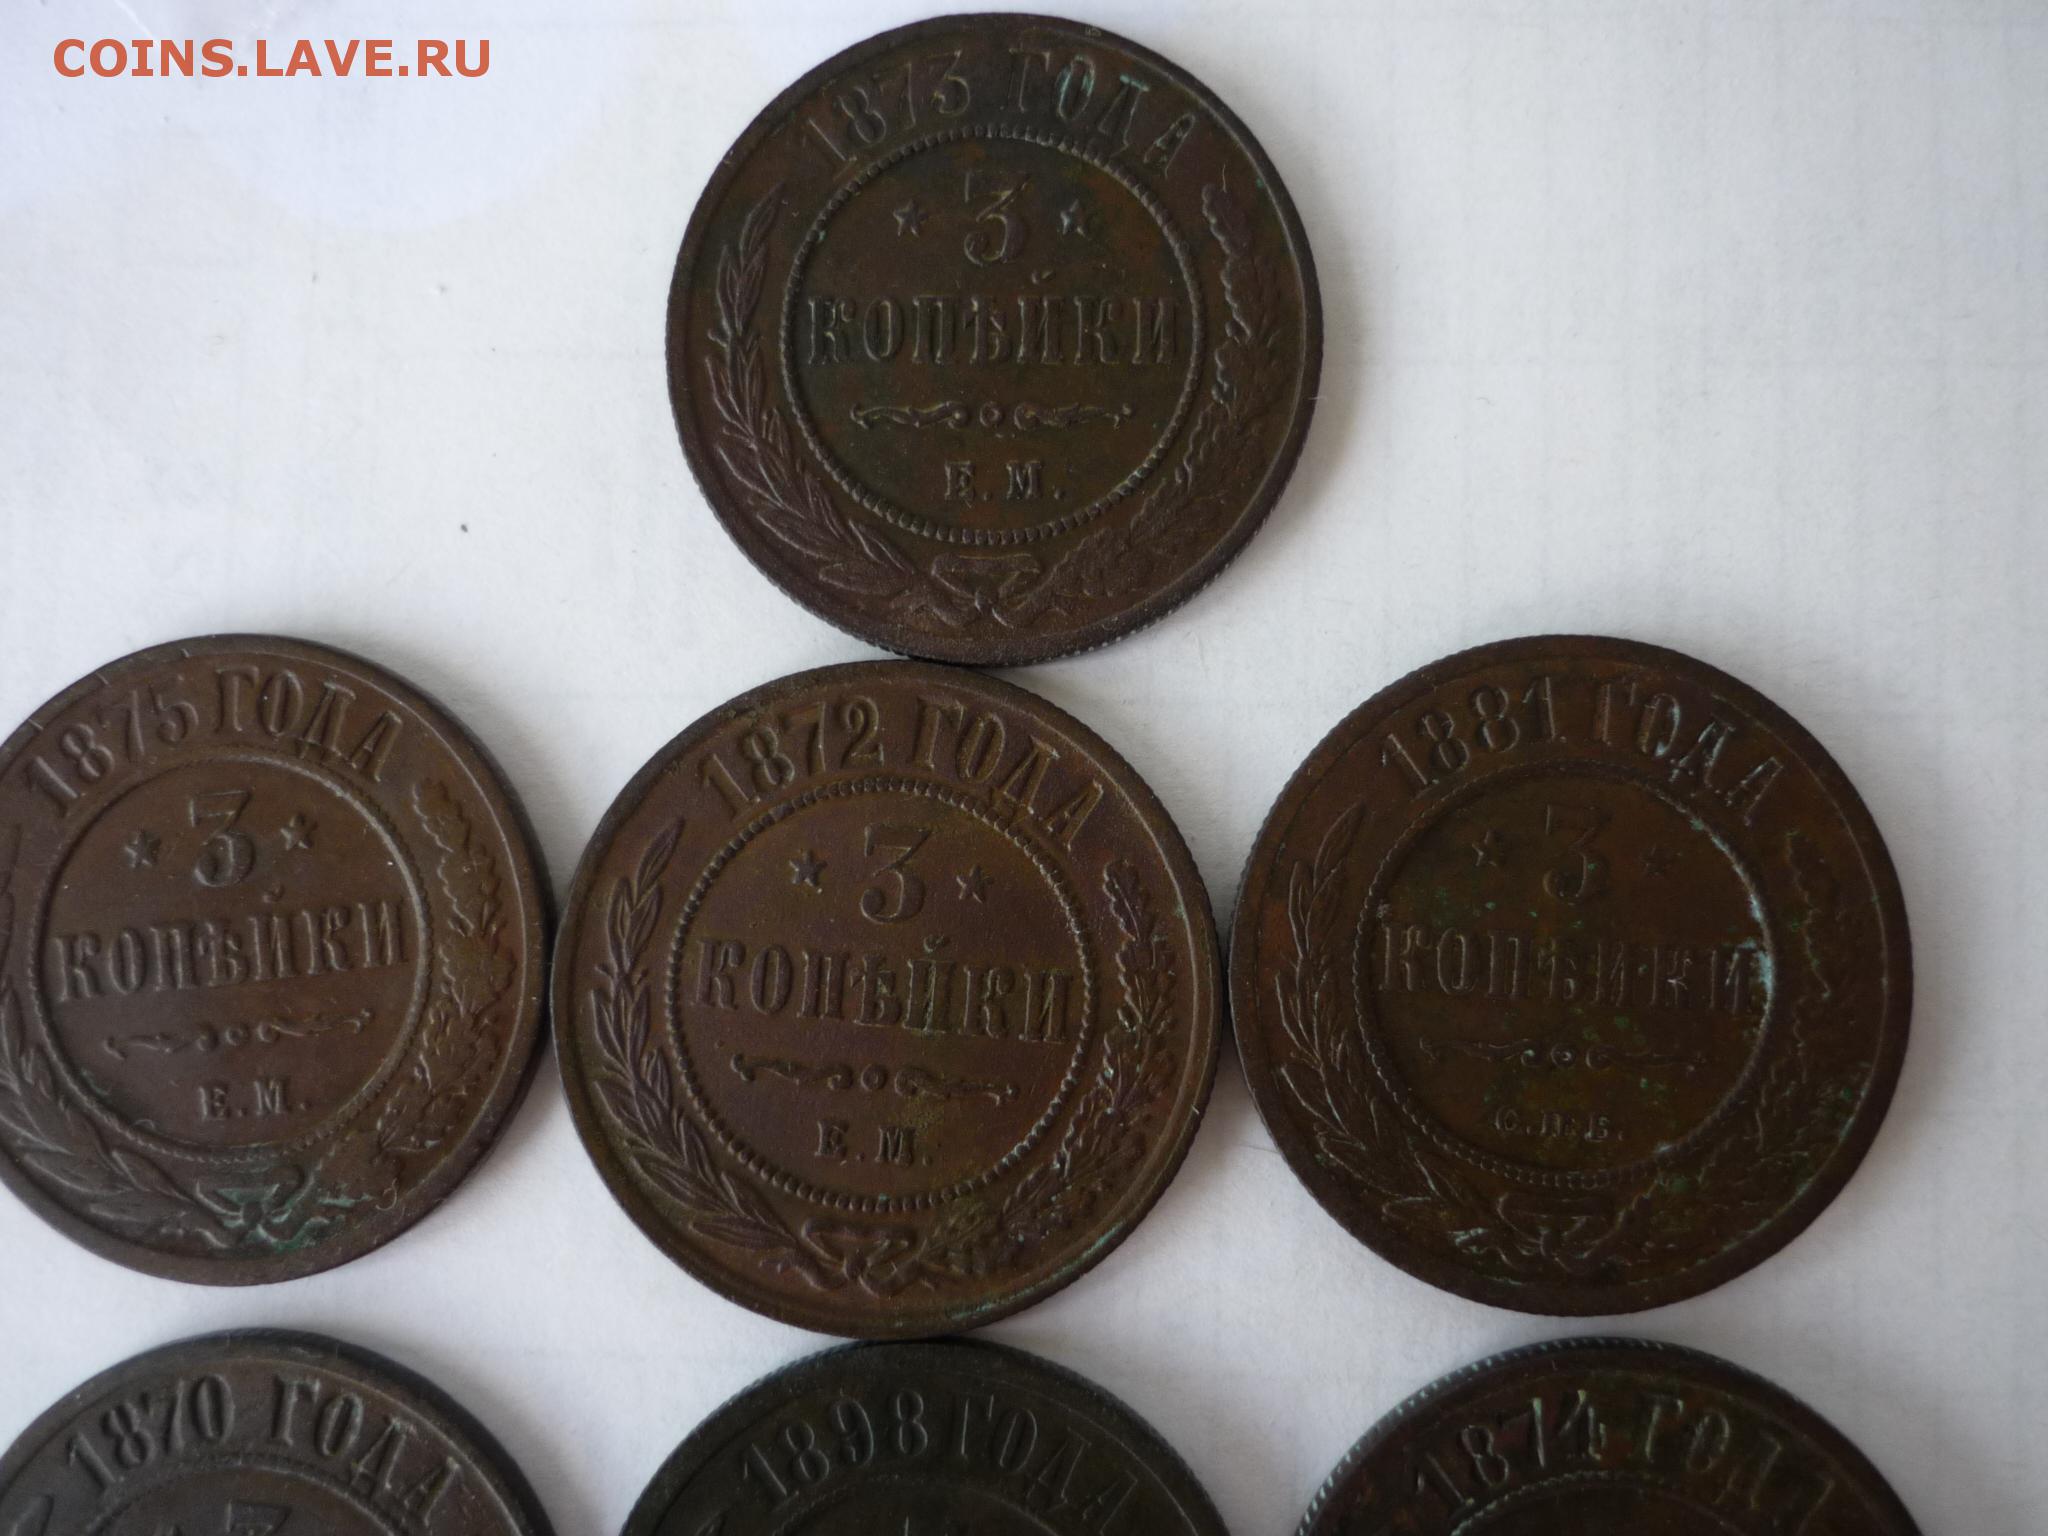 COINS.LAVE.RU
1873 ГОДА
3
КОПѢЙКИ
Е.М.
1875 ГОДА
3
КОПѢЙКИ
Е.М.
1872 ГОДА
3
КОПѢЙКИ
Е.М.
1881 ГОДА
3
КОПѢЙКИ
С.П.Б.
1870 ГОДА
3
1898 ГОДА
1874 ГОДА